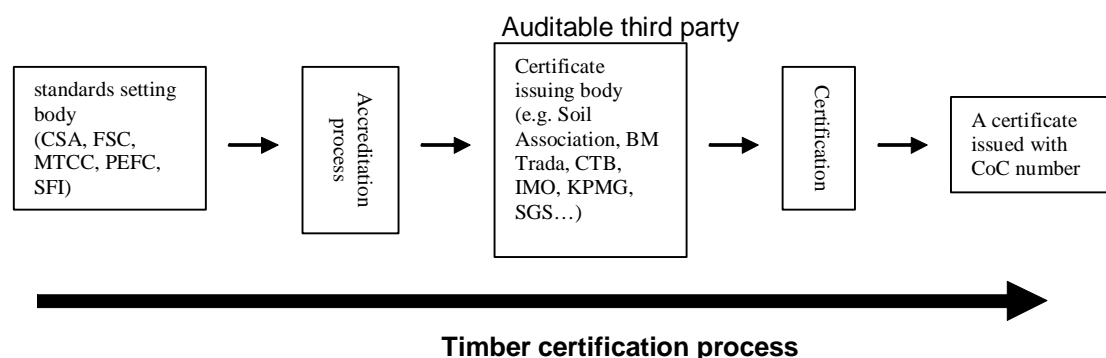 Auditable third party
standards setting
body
(CSA, FSC,
MTCC, PEFC,
SFI)
Accreditation
process
Certificate
issuing body
(e.g. Soil
Association, BM
Trada, CTB,
IMO, KPMG,
SGS…)
Certification
A certificate
issued with
CoC number
Timber certification process